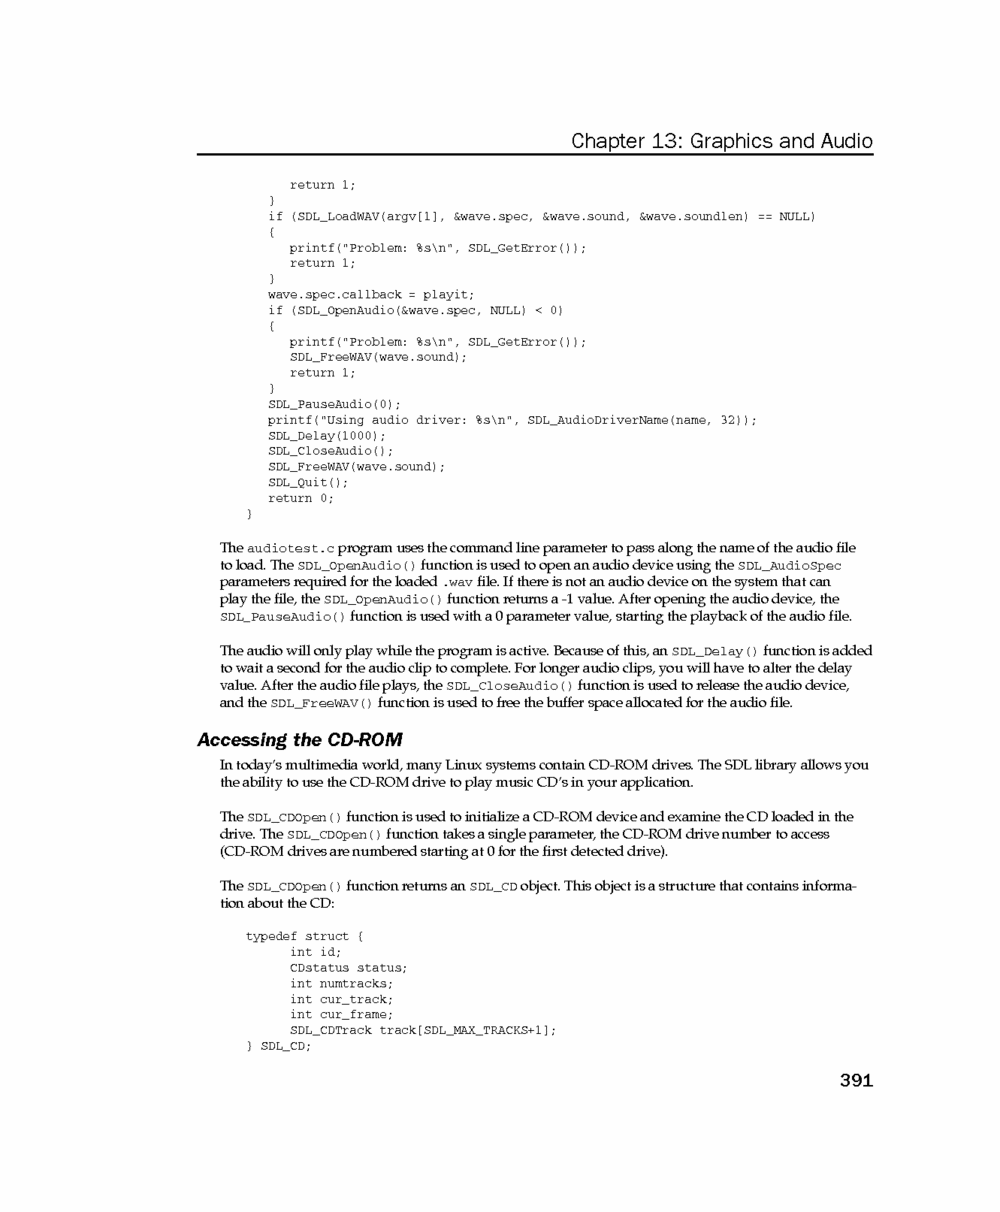 Chapter 13: Graphics and Audio
return 1;
}
if (SDL_LoadWAV(argv[1], &wave.spec, &wave.sound, &wave.soundlen) == NULL)
{
printf("Problem: %s\n", SDL_GetError());
return 1;
}
wave.spec.callback = playit;
if (SDL_OpenAudio(&wave.spec, NULL) < 0)
{
printf("Problem: %s\n", SDL_GetError());
SDL_FreeWAV(wave.sound);
return 1;
}
SDL_PauseAudio(0);
printf("Using audio driver: %s\n", SDL_AudioDriverName(name, 32));
SDL_Delay(1000);
SDL_CloseAudio();
SDL_FreeWAV(wave.sound);
SDL_Quit();
return 0;
}
The audiotest.c program uses the command line parameter to pass along the name of the audio file
to load. The SDL_OpenAudio() function is used to open an audio device using the SDL_AudioSpec
parameters required for the loaded .wav file. If there is not an audio device on the system that can
play the file, the SDL_OpenAudio() function returns a -1 value. After opening the audio device, the
SDL_PauseAudio() function is used with a 0 parameter value, starting the playback of the audio file.
The audio will only play while the program is active. Because of this, an SDL_Delay() function is added
to wait a second for the audio clip to complete. For longer audio clips, you will have to alter the delay
value. After the audio file plays, the SDL_CloseAudio() function is used to release the audio device,
and the SDL_FreeWAV() function is used to free the buffer space allocated for the audio file.
Accessing the CD-ROM
In today's multimedia world, many Linux systems contain CD-ROM drives. The SDL library allows you
the ability to use the CD-ROM drive to play music CD's in your application.
The SDL_CDOpen() function is used to initialize a CD-ROM device and examine the CD loaded in the
drive. The SDL_CDOpen() function takes a single parameter, the CD-ROM drive number to access
(CD-ROM drives are numbered starting at 0 for the first detected drive).
The SDL_CDOpen() function returns an SDL_CD object. This object is a structure that contains informa-
tion about the CD:
typedef struct {
int id;
CDstatus status;
int numtracks;
int cur_track;
int cur_frame;
SDL_CDTrack track[SDL_MAX_TRACKS+1];
} SDL_CD;
391